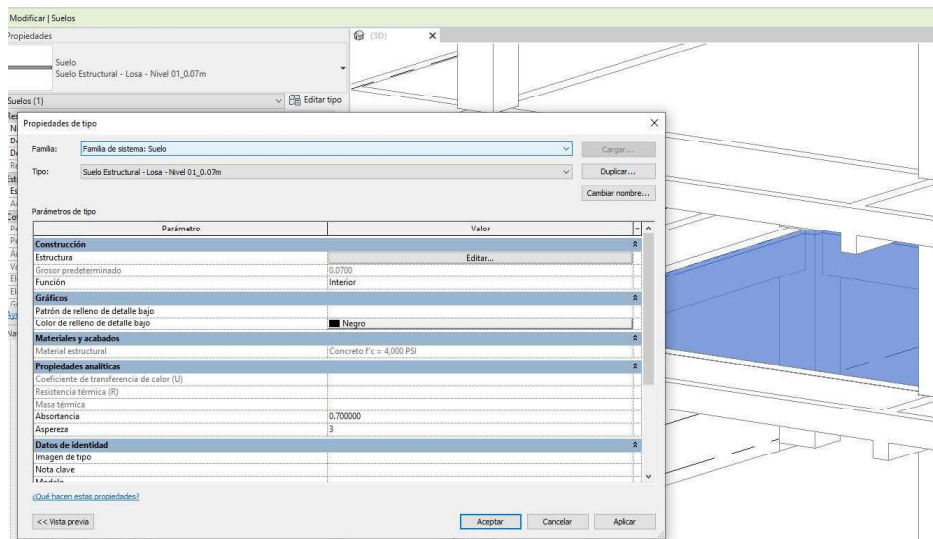 Modificar | Suelos
Propiedades
(3D)
Suelo
Suelo Estructural - Losa - Nivel 01_0.07m
Suelos (1)
Editar tipo
Propiedades de tipo
Familia:
Familia de sistema: Suelo
Cargar...
Tipo:
Suelo Estructural - Losa - Nivel 01_0.07m
Duplicar...
Cambiar nombre...
Parámetros de tipo
Parámetro Valor
Construcción
Estructura Editar...
Grosor predeterminado 0.0700
Función Interior
Gráficos
Patrón de relleno de detalle bajo
Color de relleno de detalle bajo Negro
Materiales y acabados
Material estructural Concreto f'c = 4,000 PSI
Propiedades analíticas
Coeficiente de transferencia de calor (U)
Resistencia térmica (R)
Masa térmica
Absortancia 0.700000
Aspereza 3
Datos de identidad
Imagen de tipo
Nota clave
Modelo
¿Qué hacen estas propiedades?
<< Vista previa
Aceptar
Cancelar
Aplicar